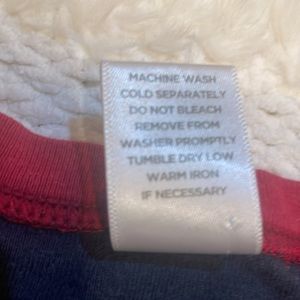 MACHINE WASH
COLD SEPARATELY
DO NOT BLEACH
REMOVE FROM
WASHER PROMPTLY
TUMBLE DRY LOW
WARM IRON
IF NECESSARY